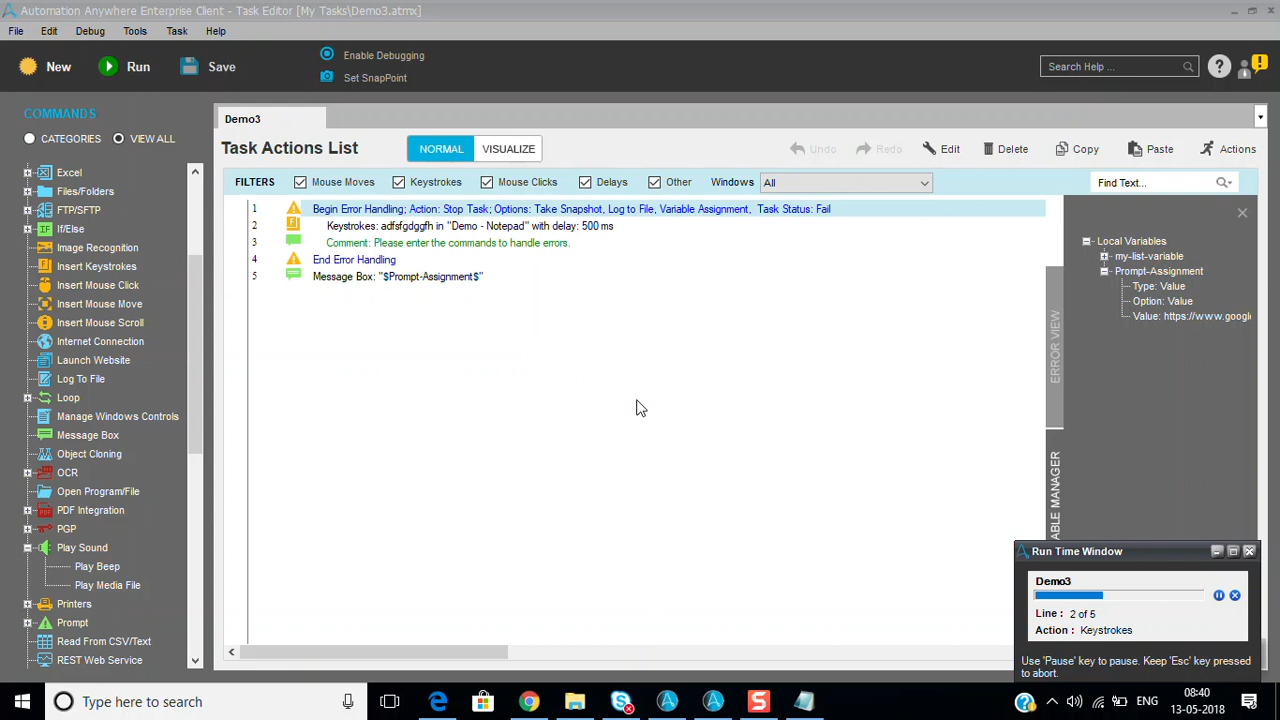 Automation Anywhere Enterprise Client - Task Editor [My Tasks\Demo3.atmx]
File Edit Debug Tools Task Help
New Run Save
Enable Debugging
Set SnapPoint
Search Help ...
COMMANDS
CATEGORIES VIEW ALL
Excel
Files/Folders
FTP/SFTP
If/Else
Image Recognition
Insert Keystrokes
Insert Mouse Click
Insert Mouse Move
Insert Mouse Scroll
Internet Connection
Launch Website
Log To File
Loop
Manage Windows Controls
Message Box
Object Cloning
OCR
Open Program/File
PDF Integration
PGP
Play Sound
Play Beep
Play Media File
Printers
Prompt
Read From CSV/Text
REST Web Service
Demo3
Task Actions List NORMAL VISUALIZE Undo Redo Edit Delete Copy Paste Actions
FILTERS Mouse Moves Keystrokes Mouse Clicks Delays Other Windows All Find Text...
1 Begin Error Handling; Action: Stop Task; Options: Take Snapshot, Log to File, Variable Assignment, Task Status: Fail
2 Keystrokes: adfsfgdggfh in "Demo - Notepad" with delay: 500 ms
3 Comment: Please enter the commands to handle errors.
4 End Error Handling
5 Message Box: "$Prompt-Assignment$"
ERROR VIEW
ABLE MANAGER
Local Variables
my-list-variable
Prompt-Assignment
Type: Value
Option: Value
Value: https://www.googl
Run Time Window
Demo3
Line : 2 of 5
Action : Keystrokes
Use 'Pause' key to pause. Keep 'Esc' key pressed
to abort.
Type here to search
ENG
08:40
13-05-2018